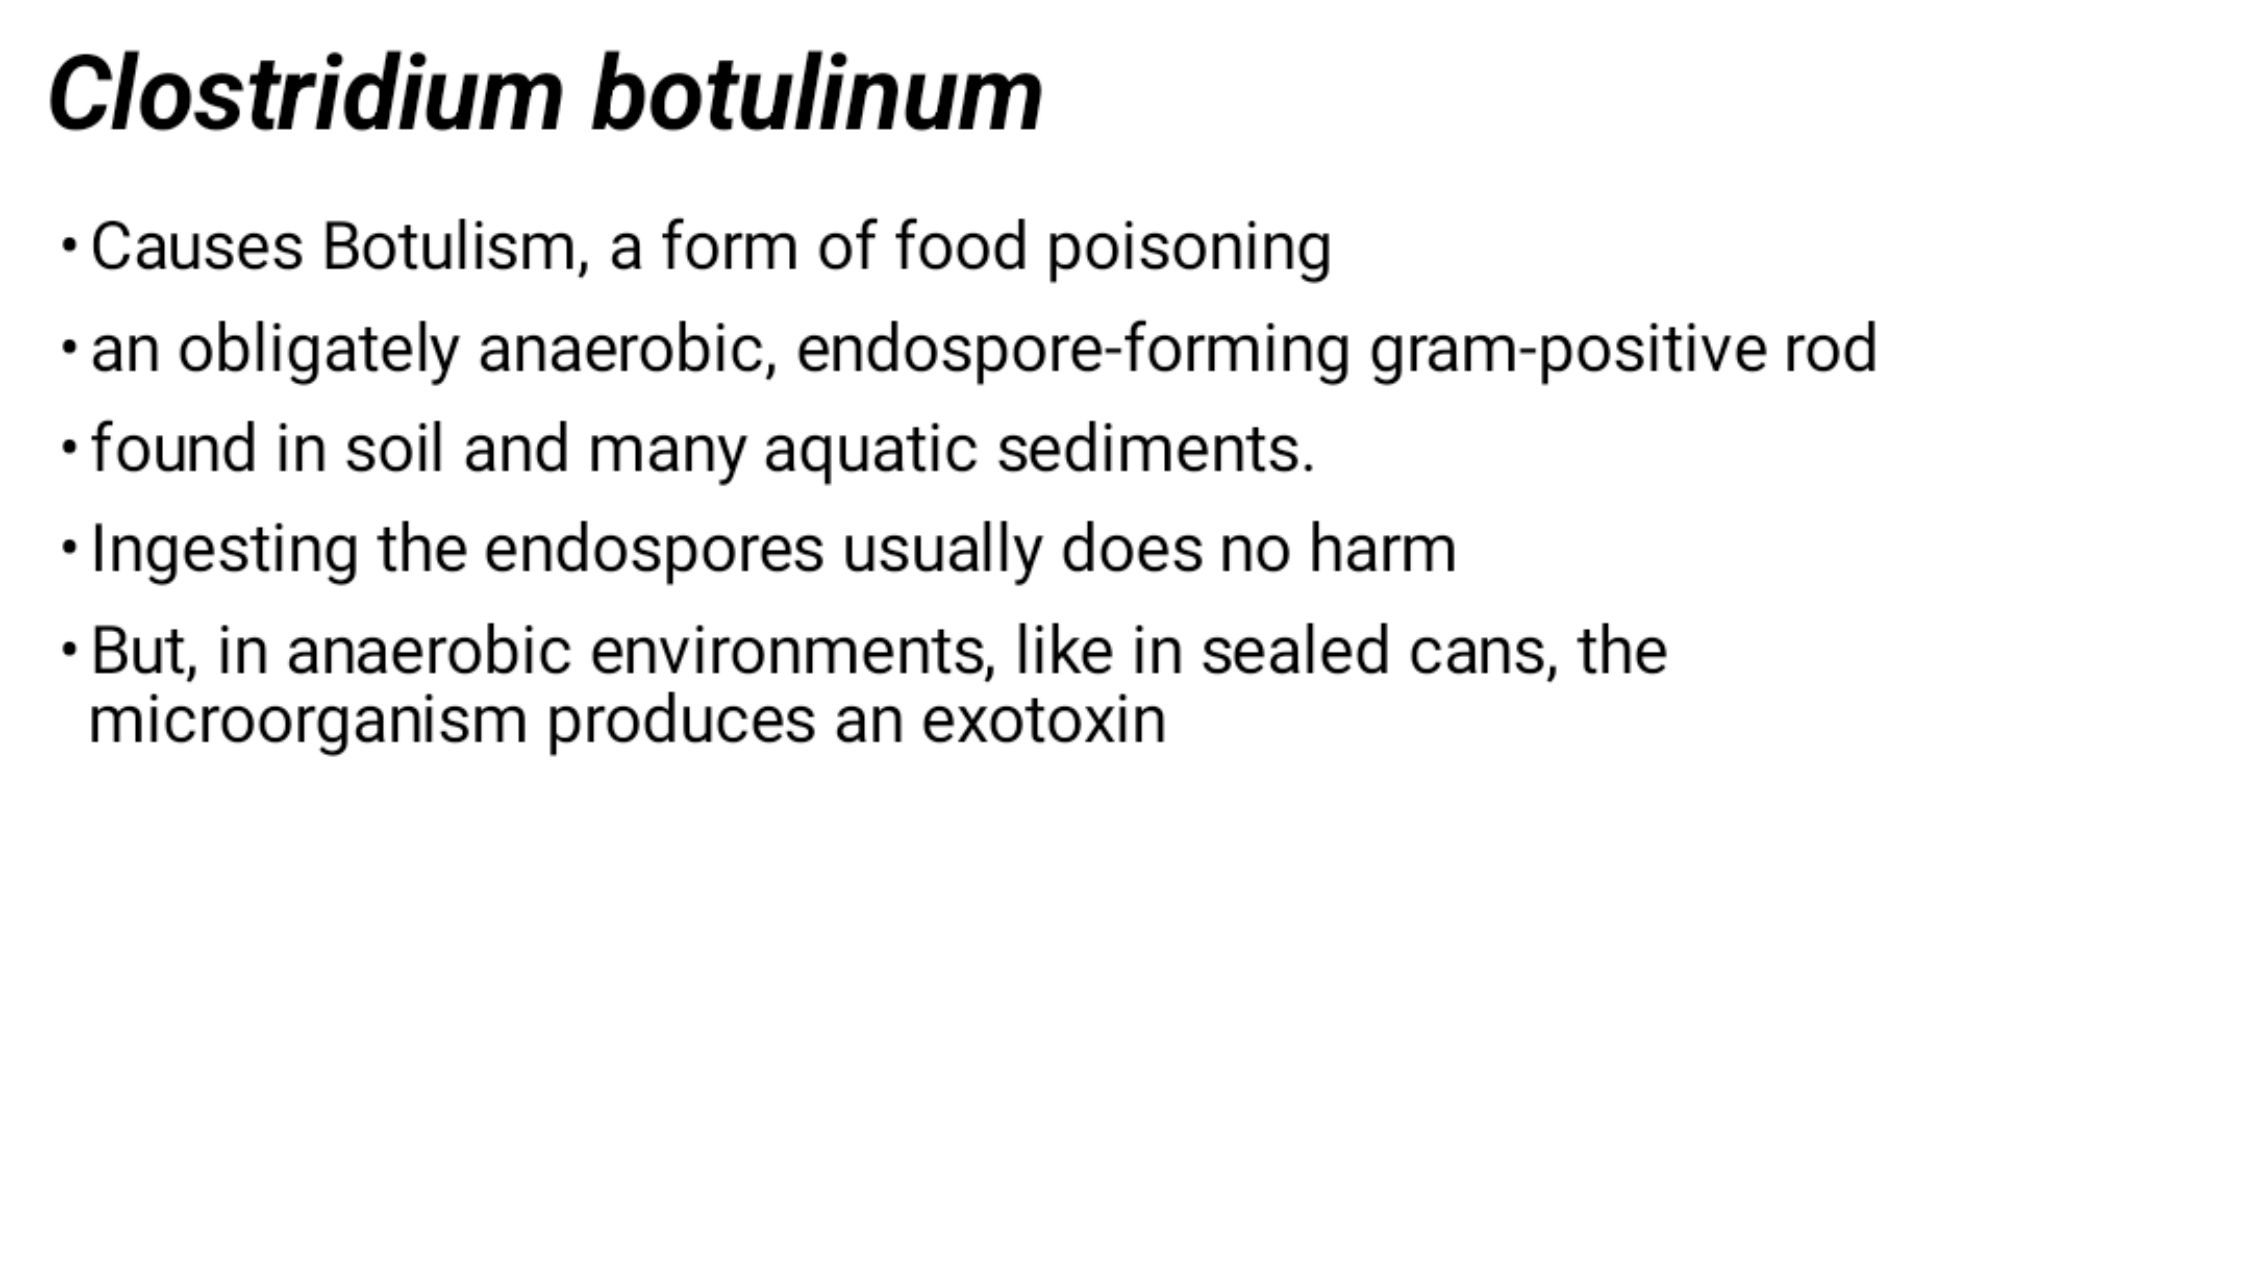 Clostridium botulinum
• Causes Botulism, a form of food poisoning
• an obligately anaerobic, endospore-forming gram-positive rod
• found in soil and many aquatic sediments.
• Ingesting the endospores usually does no harm
• But, in anaerobic environments, like in sealed cans, the
microorganism produces an exotoxin